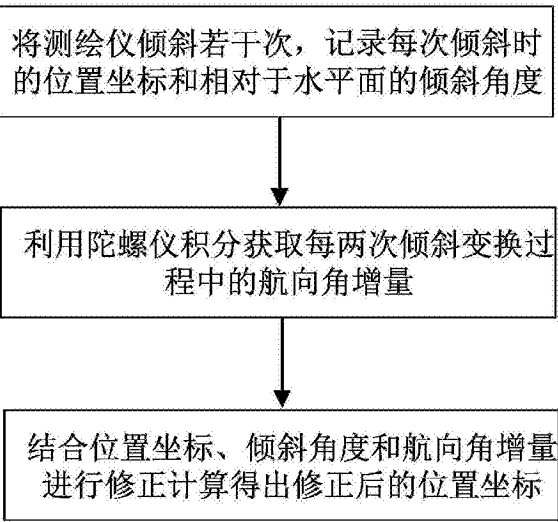 将测绘仪倾斜若干次，记录每次倾斜时
的位置坐标和相对于水平面的倾斜角度
利用陀螺仪积分获取每两次倾斜变换过
程中的航向角增量
结合位置坐标、倾斜角度和航向角增量
进行修正计算得出修正后的位置坐标